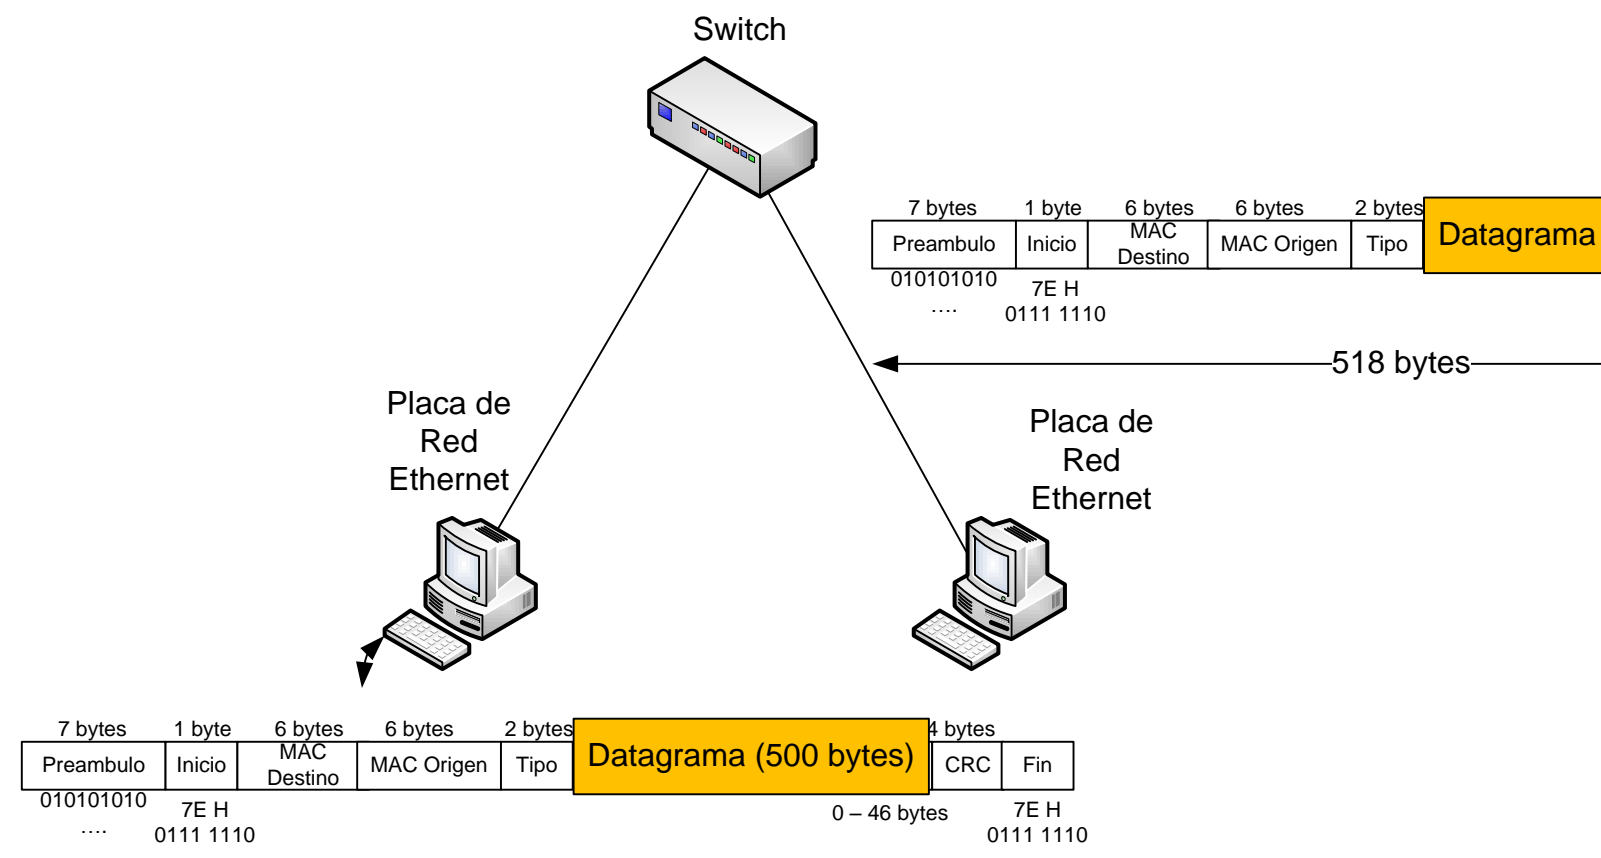 Switch
7 bytes 1 byte 6 bytes 6 bytes 2 bytes
Preambulo Inicio MAC Destino MAC Origen Tipo Datagrama
010101010
....
7E H
0111 1110
518 bytes
Placa de
Red
Ethernet
Placa de
Red
Ethernet
7 bytes 1 byte 6 bytes 6 bytes 2 bytes 4 bytes
Preambulo Inicio MAC Destino MAC Origen Tipo Datagrama (500 bytes) CRC Fin
010101010
....
7E H
0111 1110
0 – 46 bytes
7E H
0111 1110